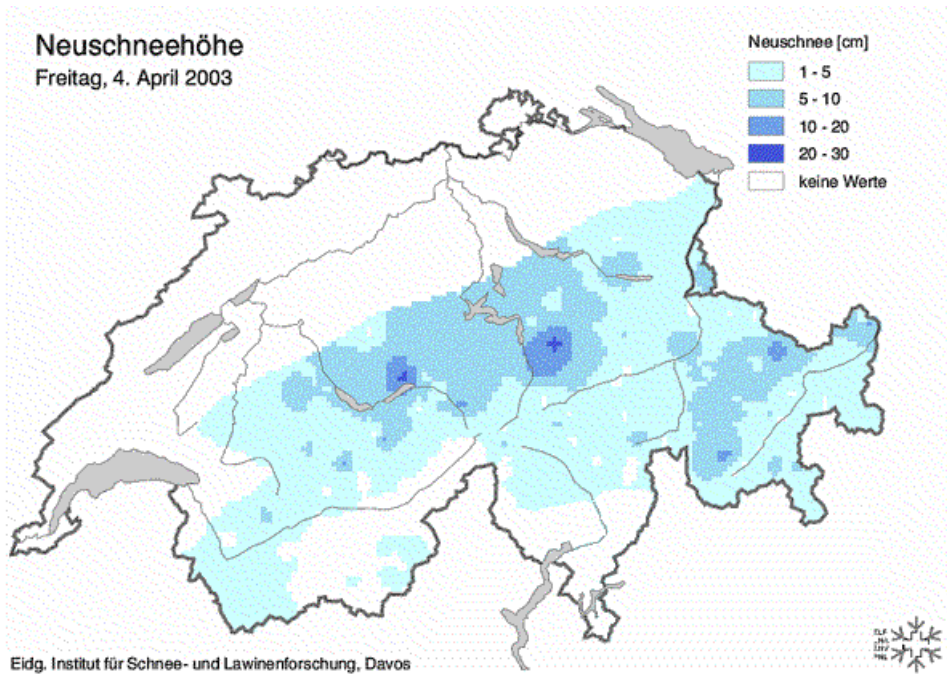 Neuschneehöhe
Freitag, 4. April 2003
Neuschnee [cm]
1 - 5
5 - 10
10 - 20
20 - 30
keine Werte
Eidg. Institut für Schnee- und Lawinenforschung, Davos